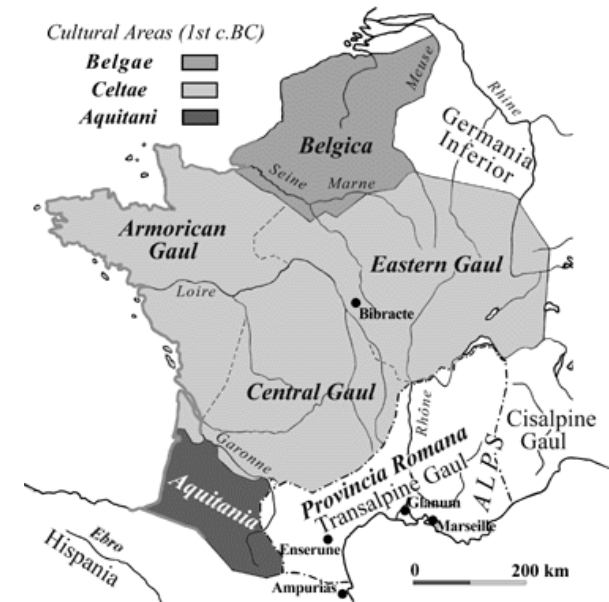 Cultural Areas (1st c.BC)
Belgae
Celtae
Aquitani
Meuse
Rhine
Germania
Inferior
Belgica
Seine
Marne
Armorican
Gaul
Eastern Gaul
Loire
Bibracte
Central Gaul
Garonne
Rhône
Cisalpine
Gaul
ALPS
Provincia Romana
Transalpine Gaul
Aquitania
Glanum
Marseille
Enserune
Ebro
Hispania
Ampurias
0 200 km